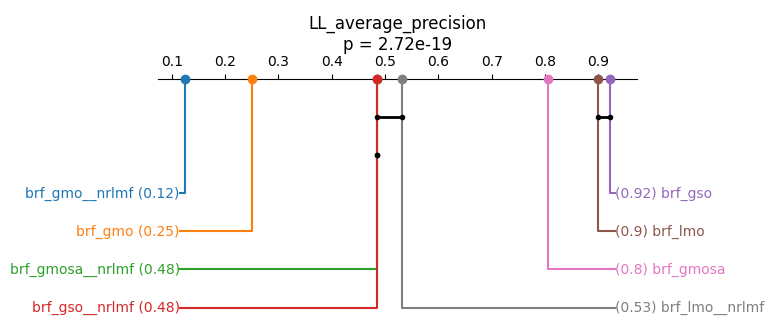 LL_average_precision
p = 2.72e-19
0.1 0.2 0.3 0.4 0.5 0.6 0.7 0.8 0.9
brf_gmo__nrlmf (0.12) (0.92) brf_gso
brf_gmo (0.25) (0.9) brf_lmo
brf_gmosa__nrlmf (0.48) (0.8) brf_gmosa
brf_gso__nrlmf (0.48) (0.53) brf_lmo__nrlmf